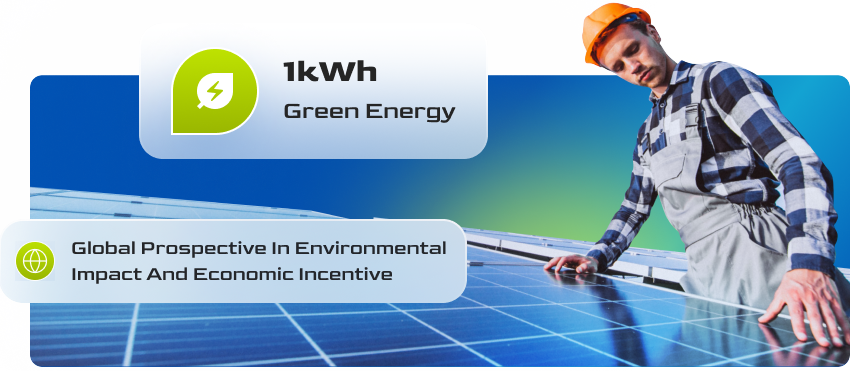 1kWh
Green Energy
Global Prospective In Environmental
Impact And Economic Incentive